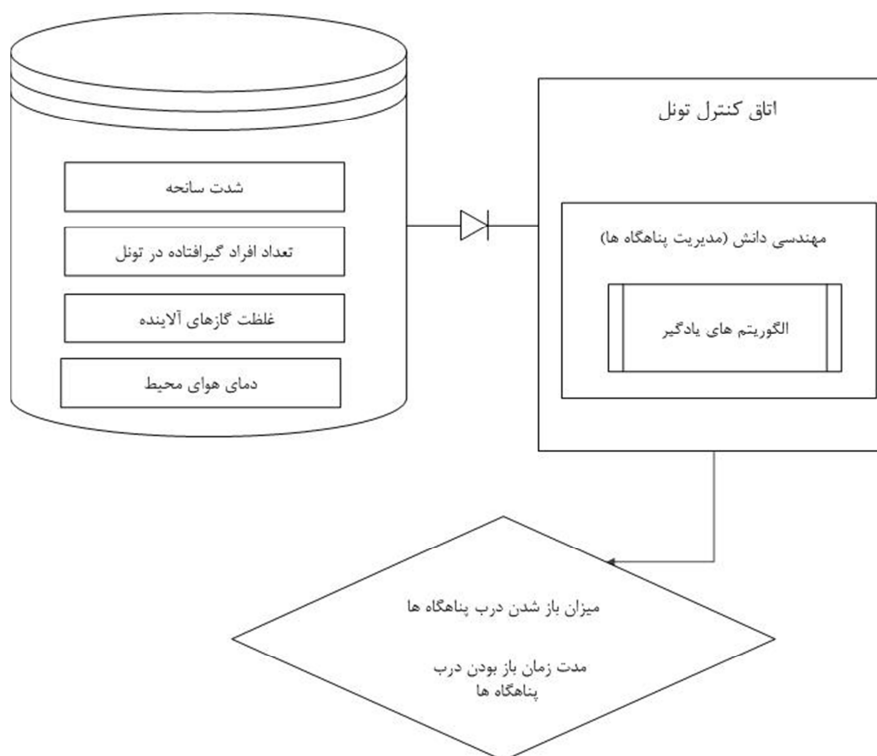 اتاق کنترل تونل
مهندسی دانش (مدیریت پناهگاه ها)
الگوریتم های یادگیر
شدت سانحه
تعداد افراد گیرافتاده در تونل
غلظت گازهای آلاینده
دمای هوای محیط
میزان باز شدن درب پناهگاه ها
مدت زمان باز بودن درب
پناهگاه ها